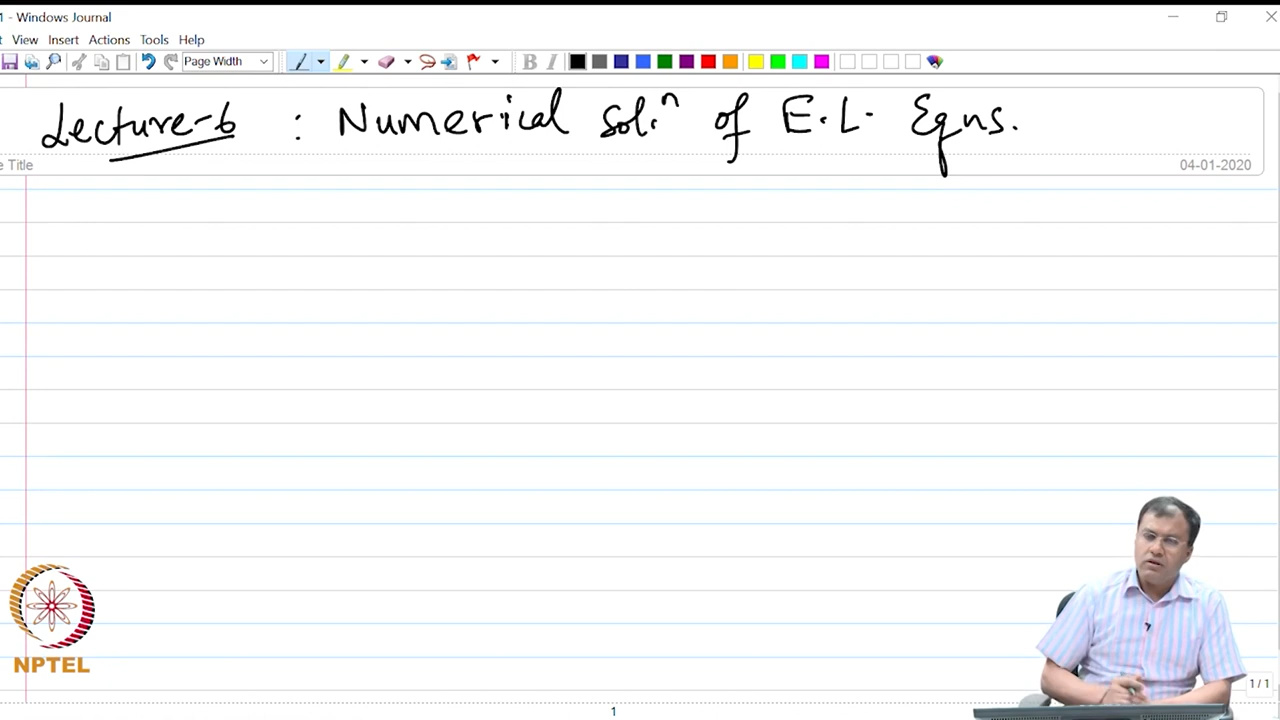 1 - Windows Journal
t View Insert Actions Tools Help
Page Width B I
Lecture-6 : Numerical Sol.ⁿ of E.L. Eqns.
e Title 04-01-2020
NPTEL
1/1
1